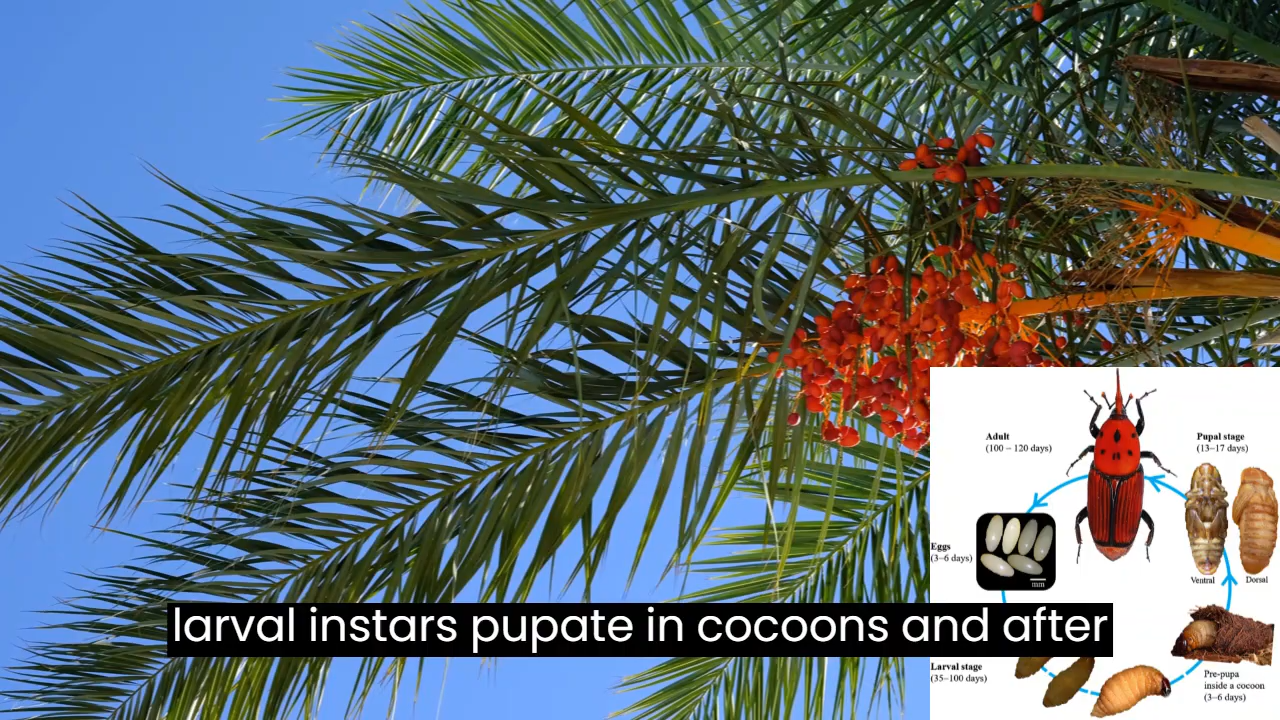 Adult
(100 – 120 days)
Pupal stage
(13–17 days)
Eggs
(3–6 days)
mm
Ventral
Dorsal
larval instars pupate in cocoons and after
Larval stage
(35–100 days)
Pre-pupa
inside a cocoon
(3–6 days)